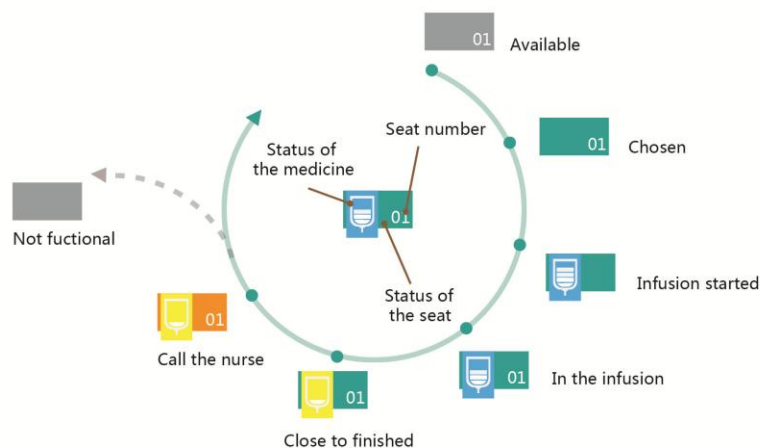 01
Available
Seat number
Status of
the medicine
01
Chosen
01
Not fuctional
Infusion started
Status of
the seat
01
Call the nurse
01
In the infusion
01
Close to finished